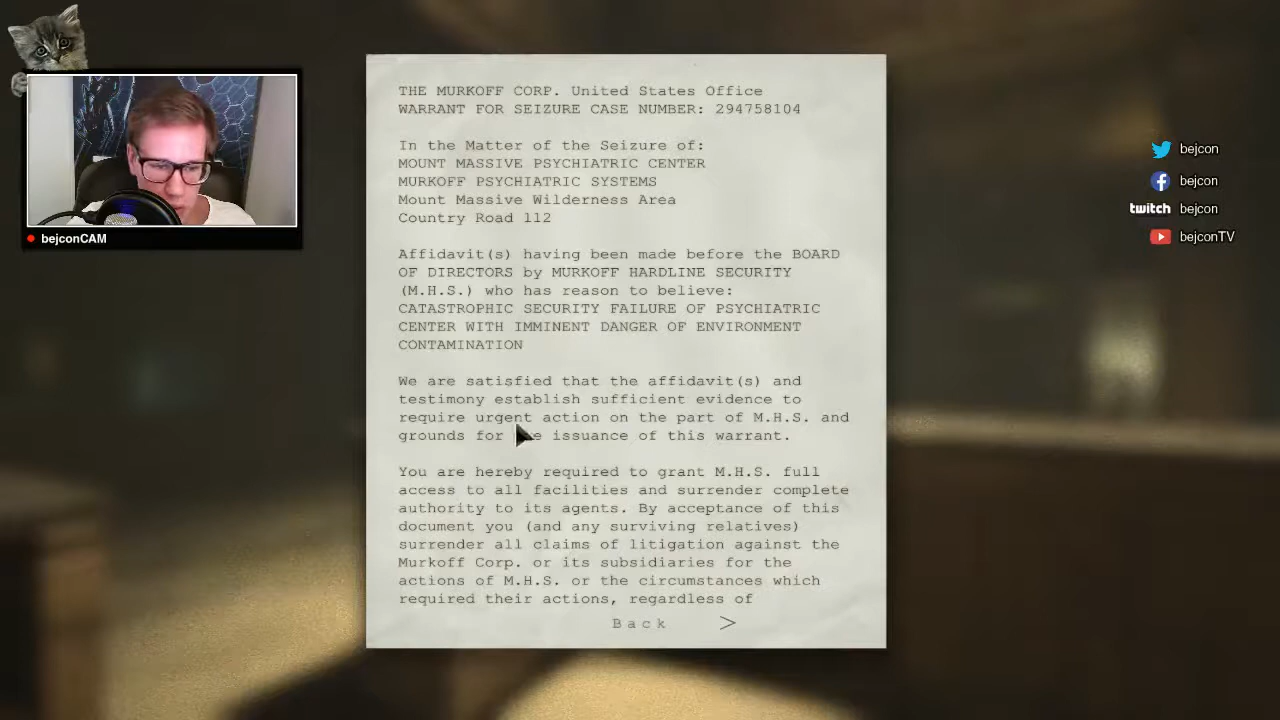 THE MURKOFF CORP. United States Office
WARRANT FOR SEIZURE CASE NUMBER: 294758104
In the Matter of the Seizure of:
MOUNT MASSIVE PSYCHIATRIC CENTER
MURKOFF PSYCHIATRIC SYSTEMS
Mount Massive Wilderness Area
Country Road 112
Affidavit(s) having been made before the BOARD
OF DIRECTORS by MURKOFF HARDLINE SECURITY
(M.H.S.) who has reason to believe:
CATASTROPHIC SECURITY FAILURE OF PSYCHIATRIC
CENTER WITH IMMINENT DANGER OF ENVIRONMENT
CONTAMINATION
We are satisfied that the affidavit(s) and
testimony establish sufficient evidence to
require urgent action on the part of M.H.S. and
grounds for issuance of this warrant.
You are hereby required to grant M.H.S. full
access to all facilities and surrender complete
authority to its agents. By acceptance of this
document you (and any surviving relatives)
surrender all claims of litigation against the
Murkoff Corp. or its subsidiaries for the
actions of M.H.S. or the circumstances which
required their actions, regardless of
Back >
bejconCAM
bejcon
bejcon
twitch bejcon
bejconTV